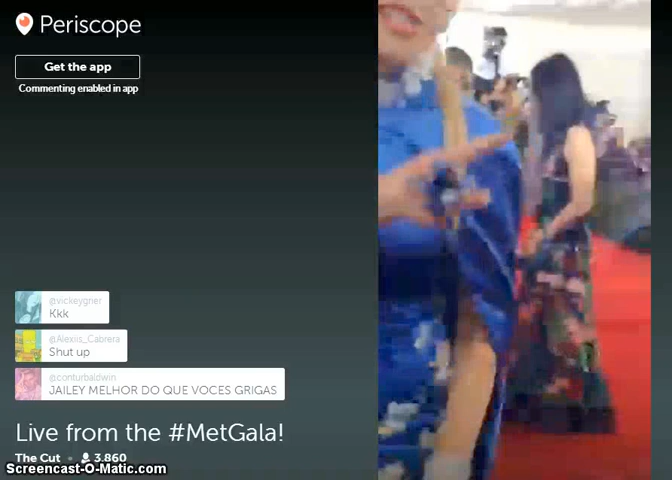 Periscope
Get the app
Commenting enabled in app
@vickeygrier
Kkk
@Alexiis_Cabrera
Shut up
@conturbaldwin
JAILEY MELHOR DO QUE VOCES GRIGAS
Live from the #MetGala!
The Cut • 3,860
Screencast-O-Matic.com